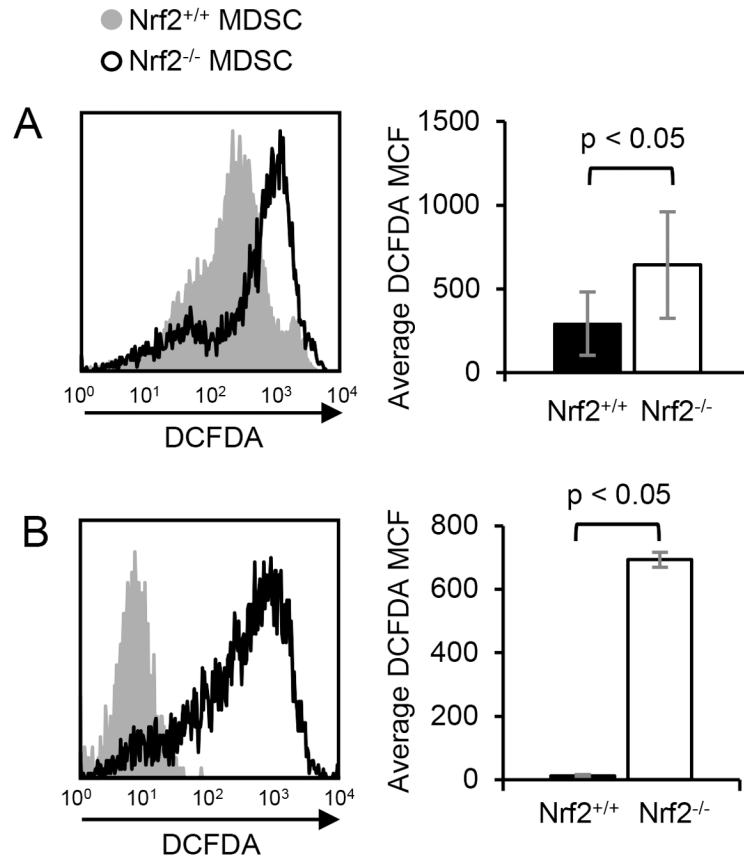 Nrf2+/+ MDSC
Nrf2-/- MDSC
A
10⁰ 10¹ 10² 10³ 10⁴
DCFDA
Average DCFDA MCF
1500
1000
500
0
p < 0.05
Nrf2+/+ Nrf2-/-
B
10⁰ 10¹ 10² 10³ 10⁴
DCFDA
Average DCFDA MCF
800
600
400
200
0
p < 0.05
Nrf2+/+ Nrf2-/-